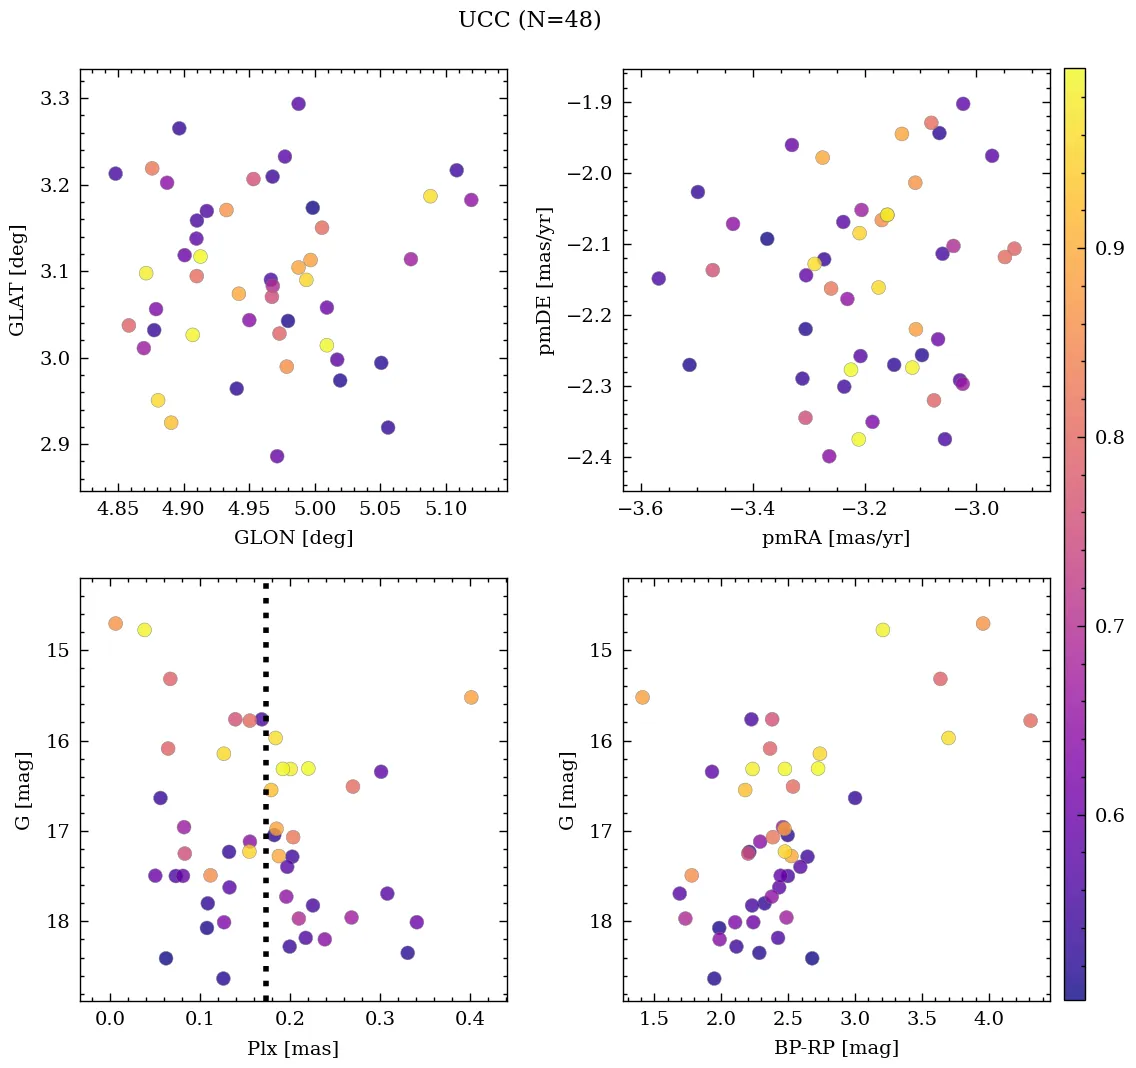 UCC (N=48)
3.3
3.2
3.1
3.0
2.9
GLAT [deg]
4.85 4.90 4.95 5.00 5.05 5.10
GLON [deg]
−1.9
−2.0
−2.1
−2.2
−2.3
−2.4
pmDE [mas/yr]
−3.6 −3.4 −3.2 −3.0
pmRA [mas/yr]
0.9
0.8
0.7
0.6
15
16
17
18
G [mag]
0.0 0.1 0.2 0.3 0.4
Plx [mas]
15
16
17
18
G [mag]
1.5 2.0 2.5 3.0 3.5 4.0
BP-RP [mag]